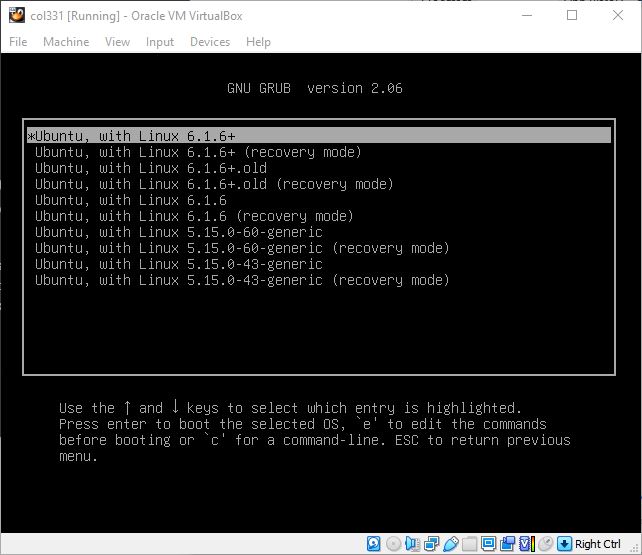 col331 [Running] - Oracle VM VirtualBox
File Machine View Input Devices Help
GNU GRUB version 2.06
*Ubuntu, with Linux 6.1.6+
Ubuntu, with Linux 6.1.6+ (recovery mode)
Ubuntu, with Linux 6.1.6+.old
Ubuntu, with Linux 6.1.6+.old (recovery mode)
Ubuntu, with Linux 6.1.6
Ubuntu, with Linux 6.1.6 (recovery mode)
Ubuntu, with Linux 5.15.0-60-generic
Ubuntu, with Linux 5.15.0-60-generic (recovery mode)
Ubuntu, with Linux 5.15.0-43-generic
Ubuntu, with Linux 5.15.0-43-generic (recovery mode)
Use the ↑ and ↓ keys to select which entry is highlighted.
Press enter to boot the selected OS, `e' to edit the commands
before booting or `c' for a command-line. ESC to return previous
menu.
Right Ctrl